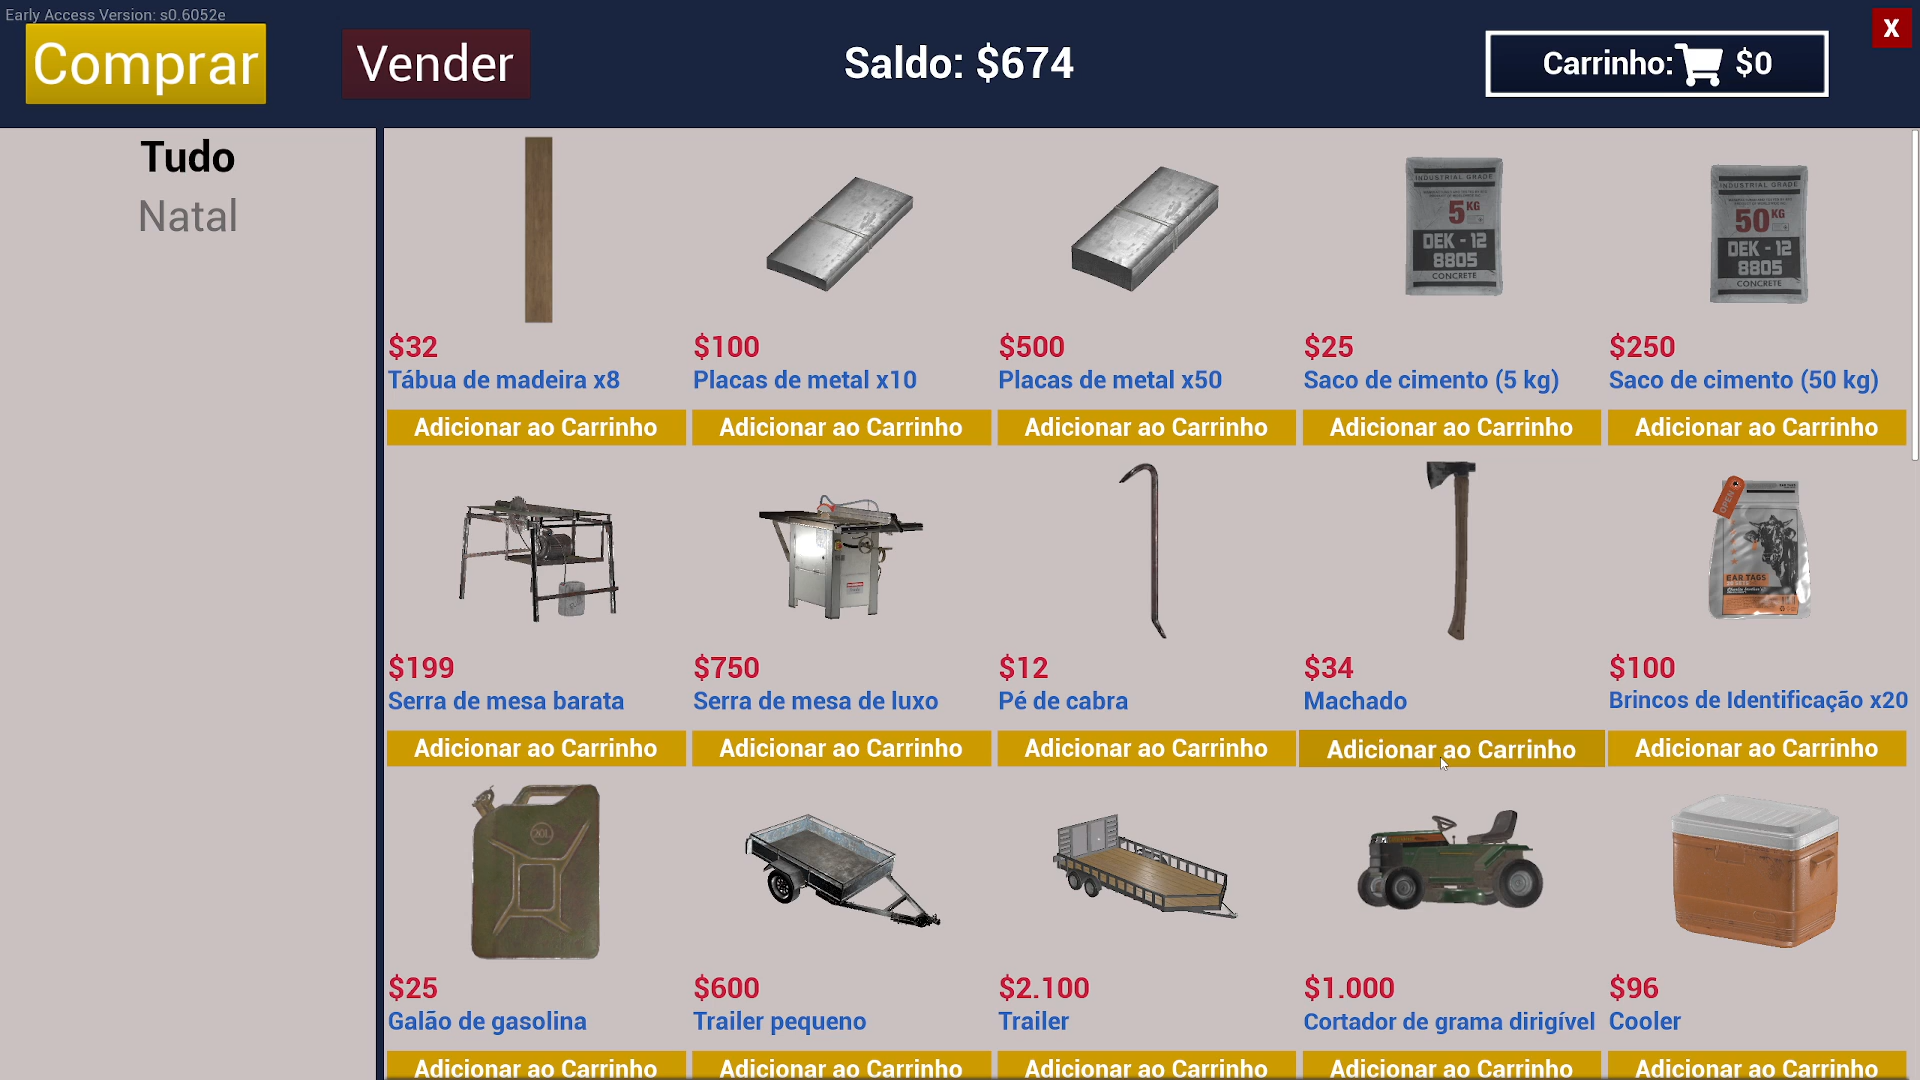 Early Access Version: s0.6052e
Comprar
Vender
Saldo: $674
Carrinho: $0
X
Tudo
Natal
INDUSTRIAL GRADE
5KG
DEK - 12
8805
CONCRETE
INDUSTRIAL GRADE
50KG
DEK - 12
8805
CONCRETE
$32
Tábua de madeira x8
Adicionar ao Carrinho
$100
Placas de metal x10
Adicionar ao Carrinho
$500
Placas de metal x50
Adicionar ao Carrinho
$25
Saco de cimento (5 kg)
Adicionar ao Carrinho
$250
Saco de cimento (50 kg)
Adicionar ao Carrinho
OPEN
EAR TAGS
$199
Serra de mesa barata
Adicionar ao Carrinho
$750
Serra de mesa de luxo
Adicionar ao Carrinho
$12
Pé de cabra
Adicionar ao Carrinho
$34
Machado
Adicionar ao Carrinho
$100
Brincos de Identificação x20
Adicionar ao Carrinho
20L
$25
Galão de gasolina
Adicionar ao Carrinho
$600
Trailer pequeno
Adicionar ao Carrinho
$2.100
Trailer
Adicionar ao Carrinho
$1.000
Cortador de grama dirigível
Adicionar ao Carrinho
$96
Cooler
Adicionar ao Carrinho